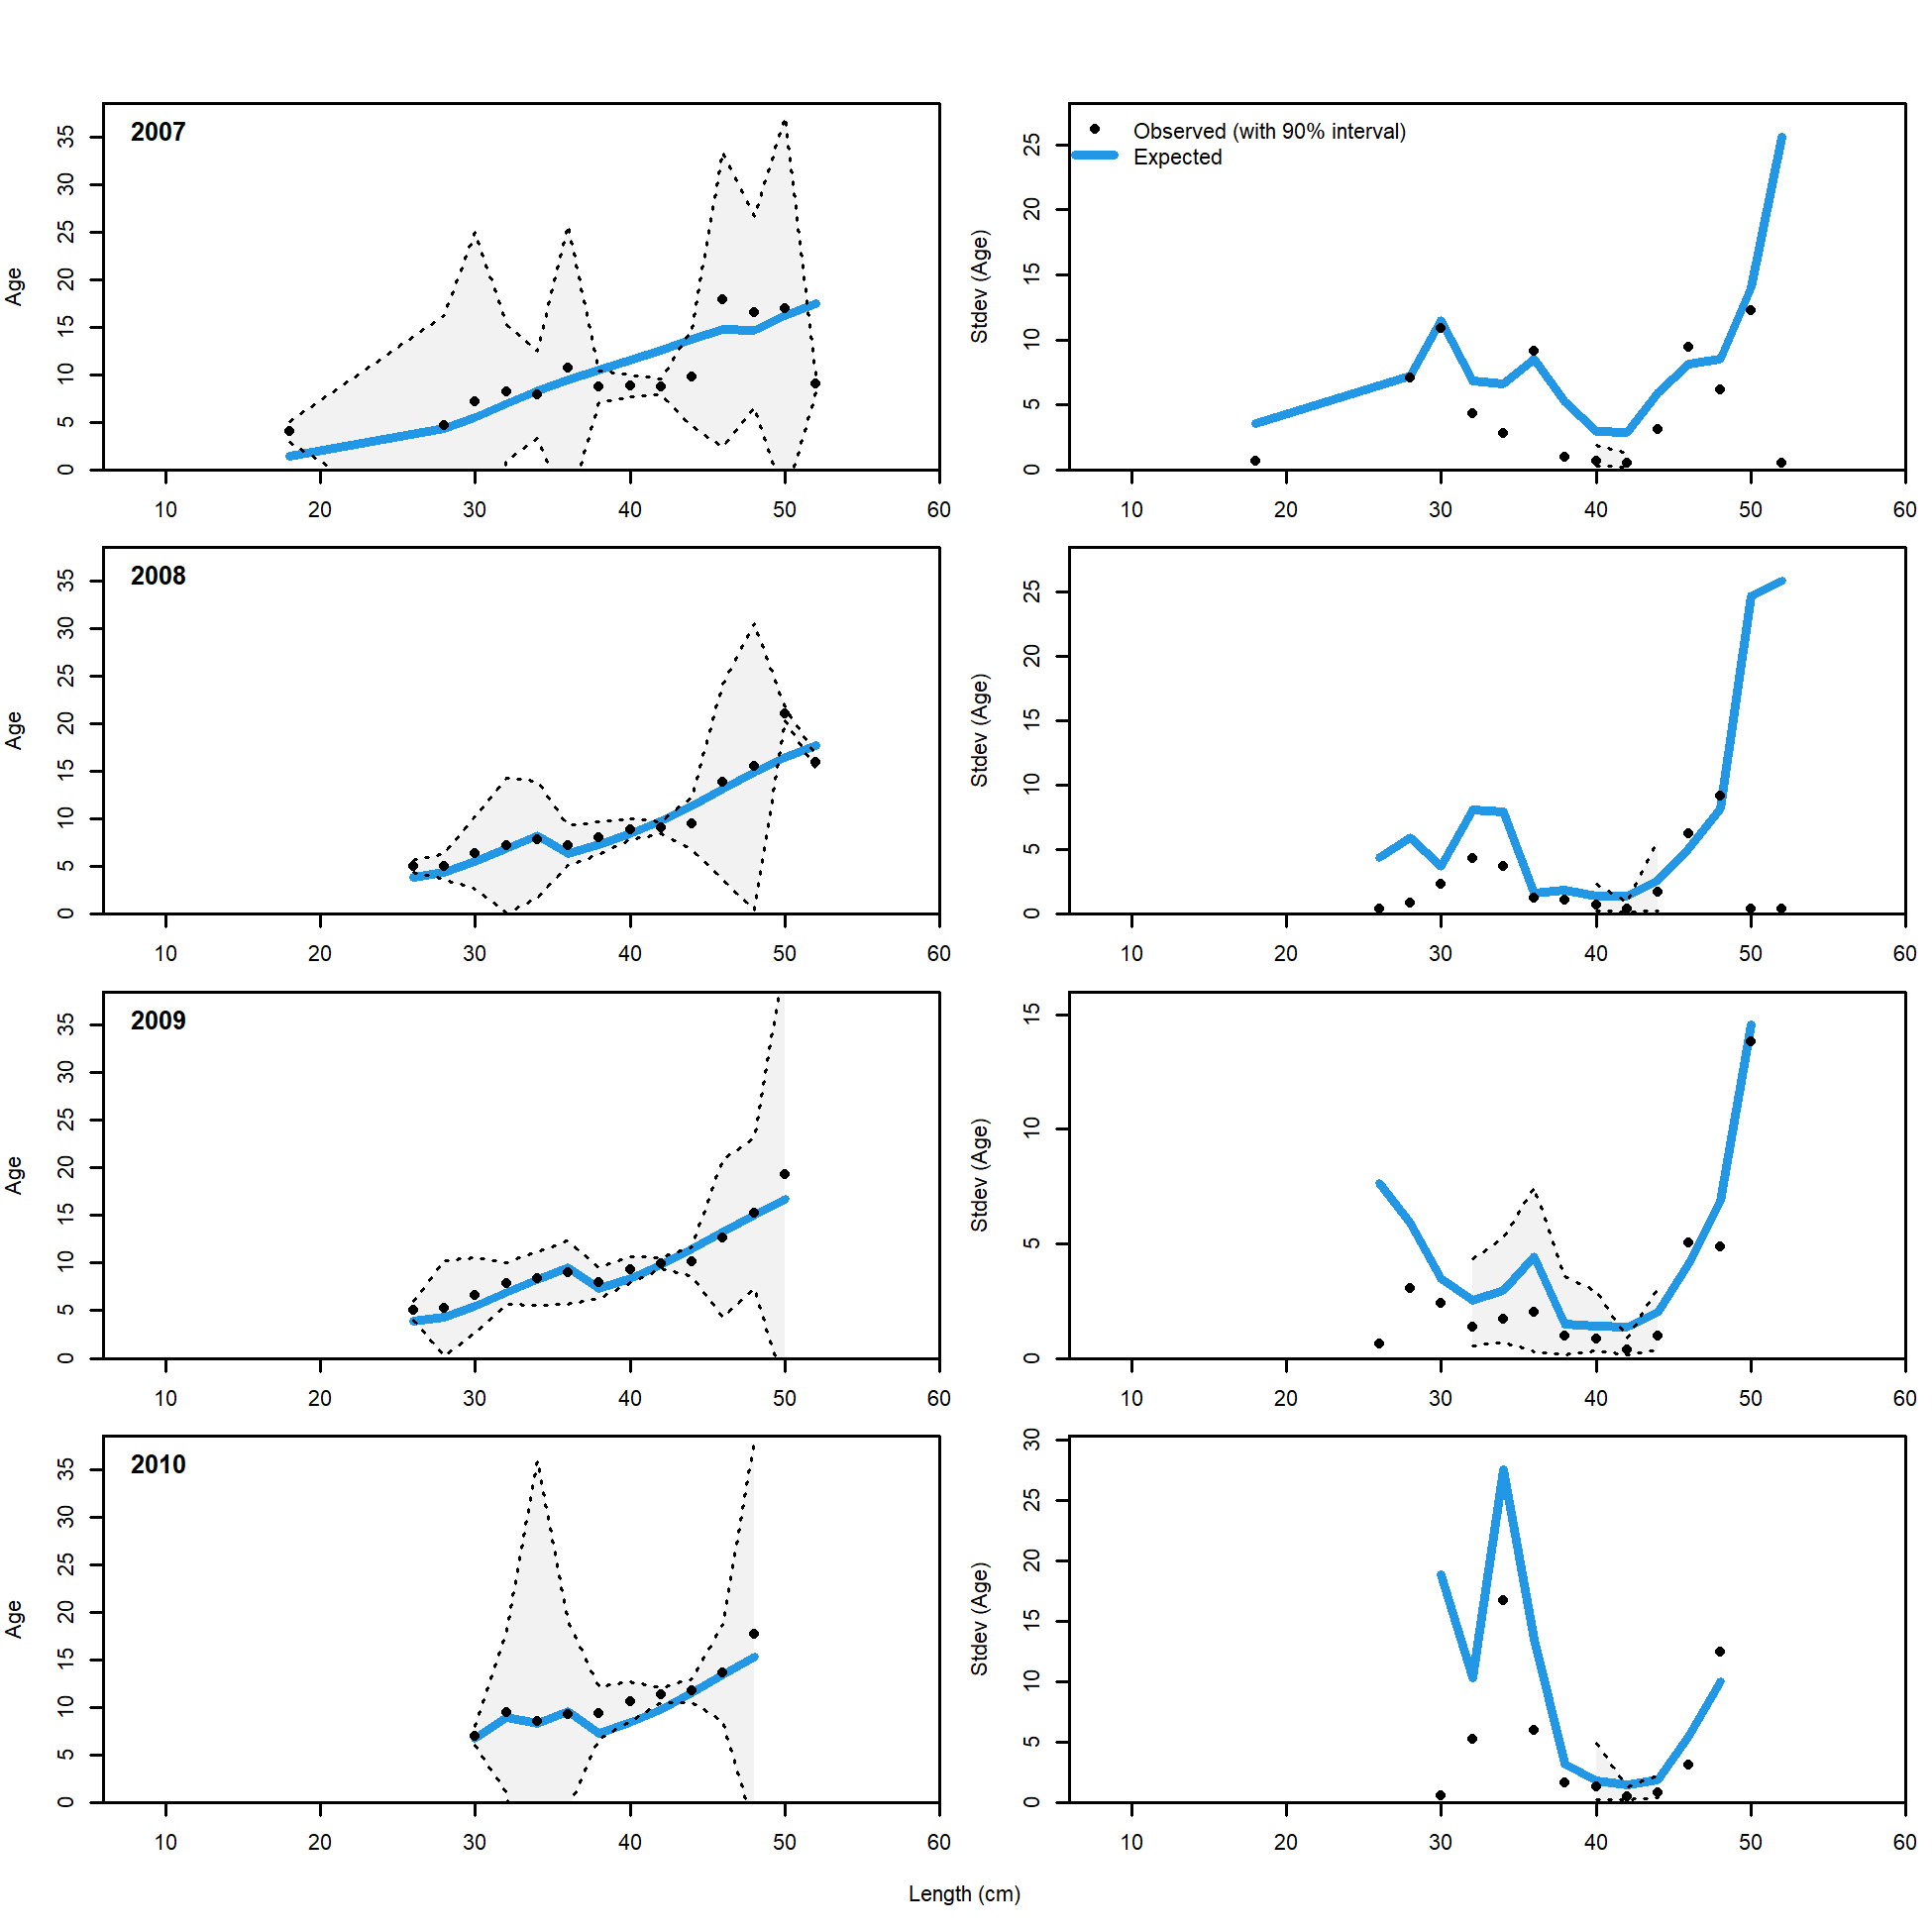 2007
Age
0 5 10 15 20 25 30 35
10 20 30 40 50 60
Observed (with 90% interval)
Expected
Stdev (Age)
0 5 10 15 20 25
10 20 30 40 50 60
2008
Age
0 5 10 15 20 25 30 35
10 20 30 40 50 60
Stdev (Age)
0 5 10 15 20 25
10 20 30 40 50 60
2009
Age
0 5 10 15 20 25 30 35
10 20 30 40 50 60
Stdev (Age)
0 5 10 15
10 20 30 40 50 60
2010
Age
0 5 10 15 20 25 30 35
10 20 30 40 50 60
Stdev (Age)
0 5 10 15 20 25 30
10 20 30 40 50 60
Length (cm)